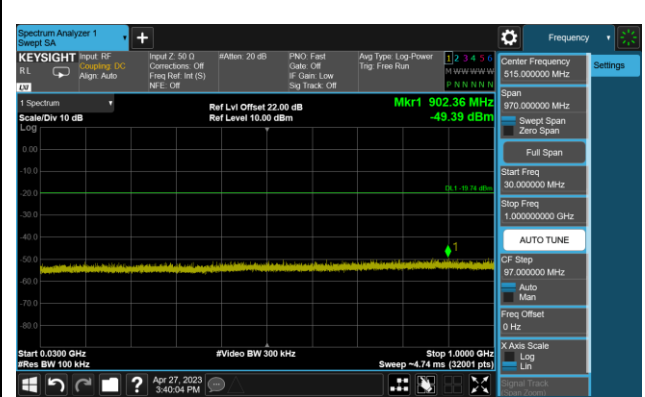 Spectrum Analyzer 1
Swept SA
Frequency
KEYSIGHT
RL
LXI
Input: RF
Coupling: DC
Align: Auto
Input Z: 50 Ω
Corrections: Off
Freq Ref: Int (S)
NFE: Off
#Atten: 20 dB
PNO: Fast
Gate: Off
IF Gain: Low
Sig Track: Off
Avg Type: Log-Power
Trig: Free Run
1 2 3 4 5 6
M W W W W W
P N N N N N
1 Spectrum
Scale/Div 10 dB
Log
Ref Lvl Offset 22.00 dB
Ref Level 10.00 dBm
Mkr1 902.36 MHz
-49.39 dBm
0.00
-10.0
-20.0
DL1 -19.74 dBm
-30.0
-40.0
1
-50.0
-60.0
-70.0
-80.0
Start 0.0300 GHz
#Res BW 100 kHz
#Video BW 300 kHz
Stop 1.0000 GHz
Sweep ~4.74 ms (32001 pts)
Apr 27, 2023
3:40:04 PM
Center Frequency
515.000000 MHz
Settings
Span
970.000000 MHz
Swept Span
Zero Span
Full Span
Start Freq
30.000000 MHz
Stop Freq
1.000000000 GHz
AUTO TUNE
CF Step
97.000000 MHz
Auto
Man
Freq Offset
0 Hz
X Axis Scale
Log
Lin
Signal Track
(Span Zoom)